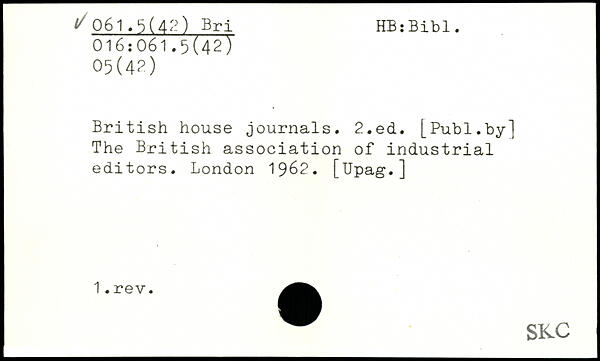 ✓ 061.5(42) Bri HB:Bibl.
016:061.5(42)
05(42)
British house journals. 2.ed. [Publ.by]
The British association of industrial
editors. London 1962. [Upag.]
1.rev.
SKC